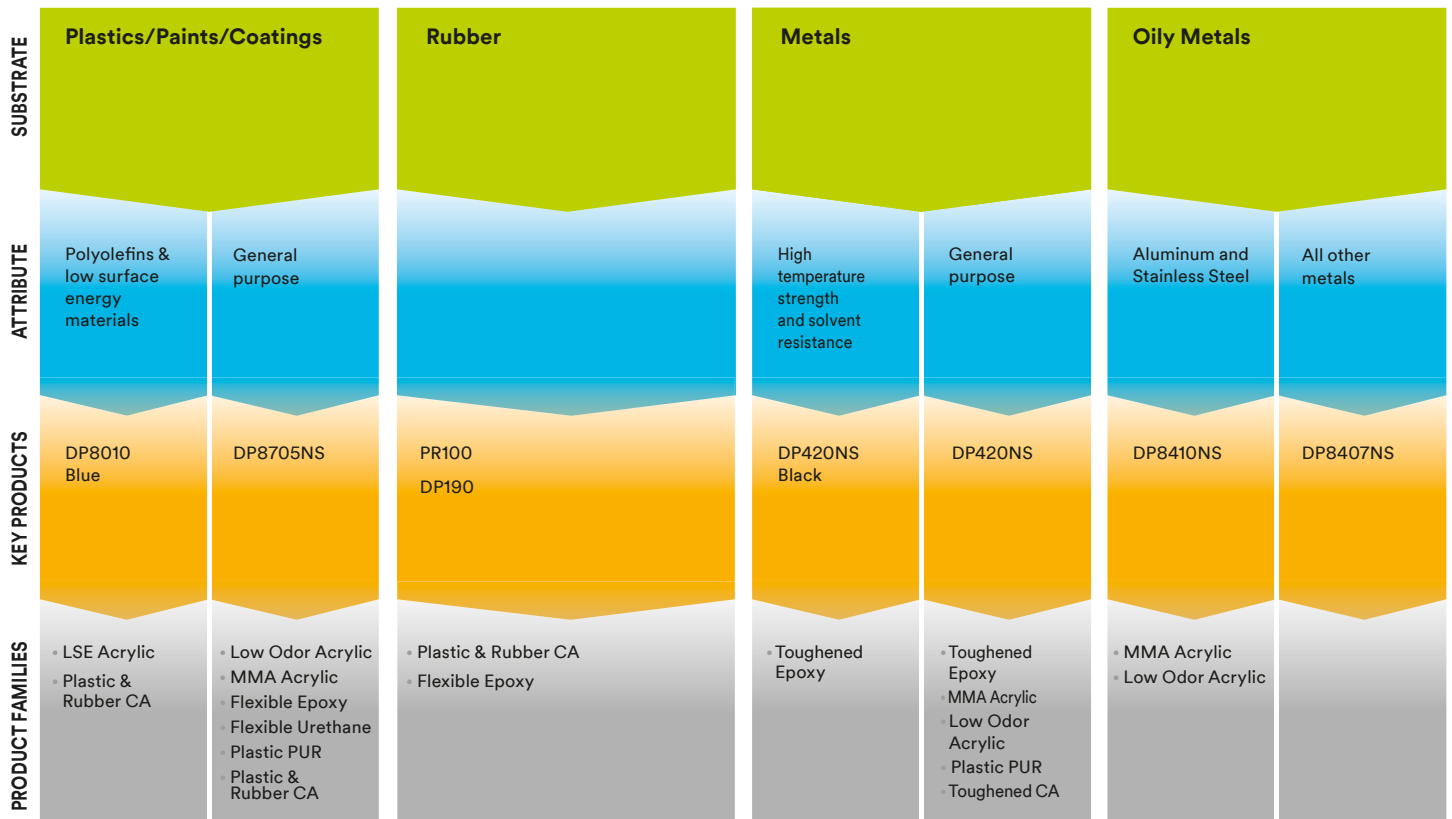 SUBSTRATE
Plastics/Paints/Coatings
Rubber
Metals
Oily Metals
ATTRIBUTE
Polyolefins &
low surface
energy
materials
General
purpose
High
temperature
strength
and solvent
resistance
General
purpose
Aluminum and
Stainless Steel
All other
metals
KEY PRODUCTS
DP8010
Blue
DP8705NS
PR100
DP190
DP420NS
Black
DP420NS
DP8410NS
DP8407NS
PRODUCT FAMILIES
• LSE Acrylic
• Plastic &
Rubber CA
• Low Odor Acrylic
• MMA Acrylic
• Flexible Epoxy
• Flexible Urethane
• Plastic PUR
• Plastic &
Rubber CA
• Plastic & Rubber CA
• Flexible Epoxy
• Toughened
Epoxy
• Toughened
Epoxy
• MMA Acrylic
• Low Odor
Acrylic
• Plastic PUR
• Toughened CA
• MMA Acrylic
• Low Odor Acrylic